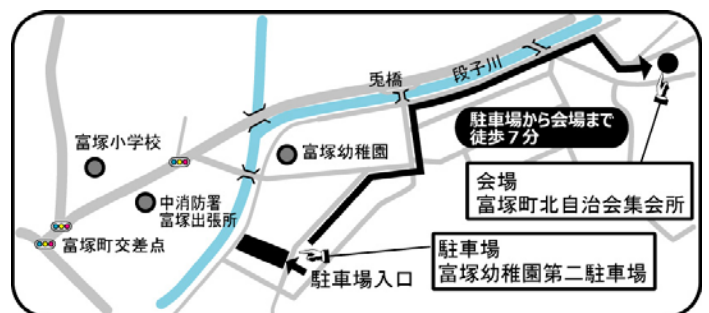 兎橋
段子川
駐車場から会場まで
徒歩7分
富塚小学校
富塚幼稚園
中消防署
富塚出張所
会場
富塚町北自治会集会所
富塚町交差点
駐車場入口
駐車場
富塚幼稚園第二駐車場